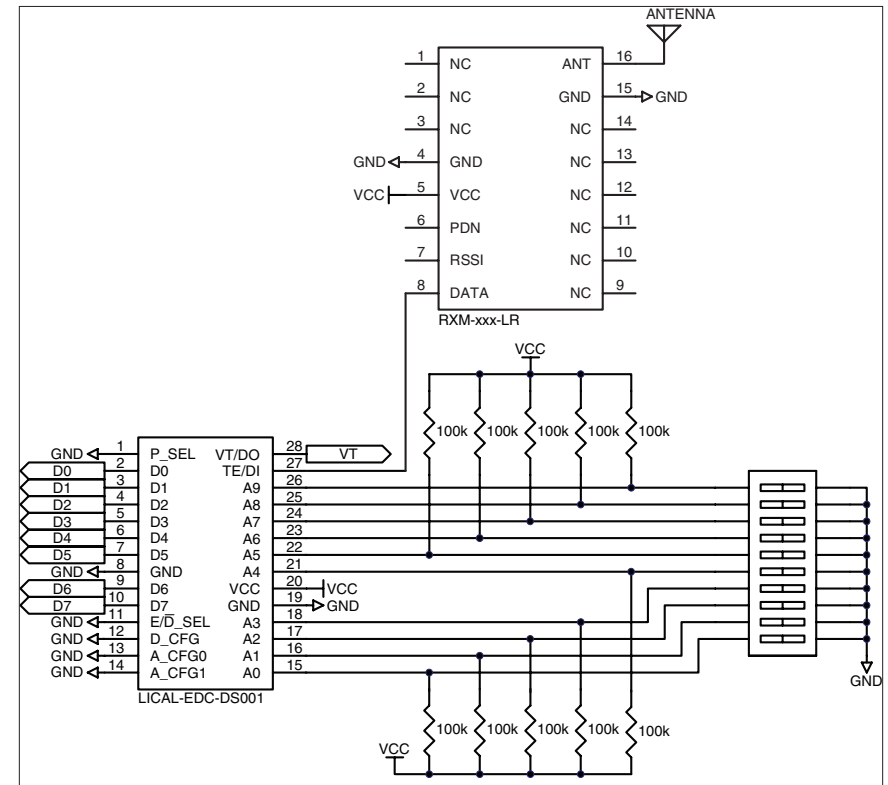 ANTENNA
1 NC ANT 16
2 NC GND 15 GND
3 NC NC 14
GND 4 GND NC 13
VCC 5 VCC NC 12
6 PDN NC 11
7 RSSI NC 10
8 DATA NC 9
RXM-xxx-LR
VCC
100k 100k 100k 100k 100k
GND 1 P_SEL VT/DO 28 VT
D0 2 D0 TE/DI 27
D1 3 D1 A9 26
D2 4 D2 A8 25
D3 5 D3 A7 24
D4 6 D4 A6 23
D5 7 D5 A5 22
GND 8 GND A4 21
D6 9 D6 VCC 20 VCC
D7 10 D7 GND 19 GND
GND 11 E/D̅_SEL A3 18
GND 12 D_CFG A2 17
GND 13 A_CFG0 A1 16
GND 14 A_CFG1 A0 15
GND
LICAL-EDC-DS001
100k 100k 100k 100k 100k
VCC